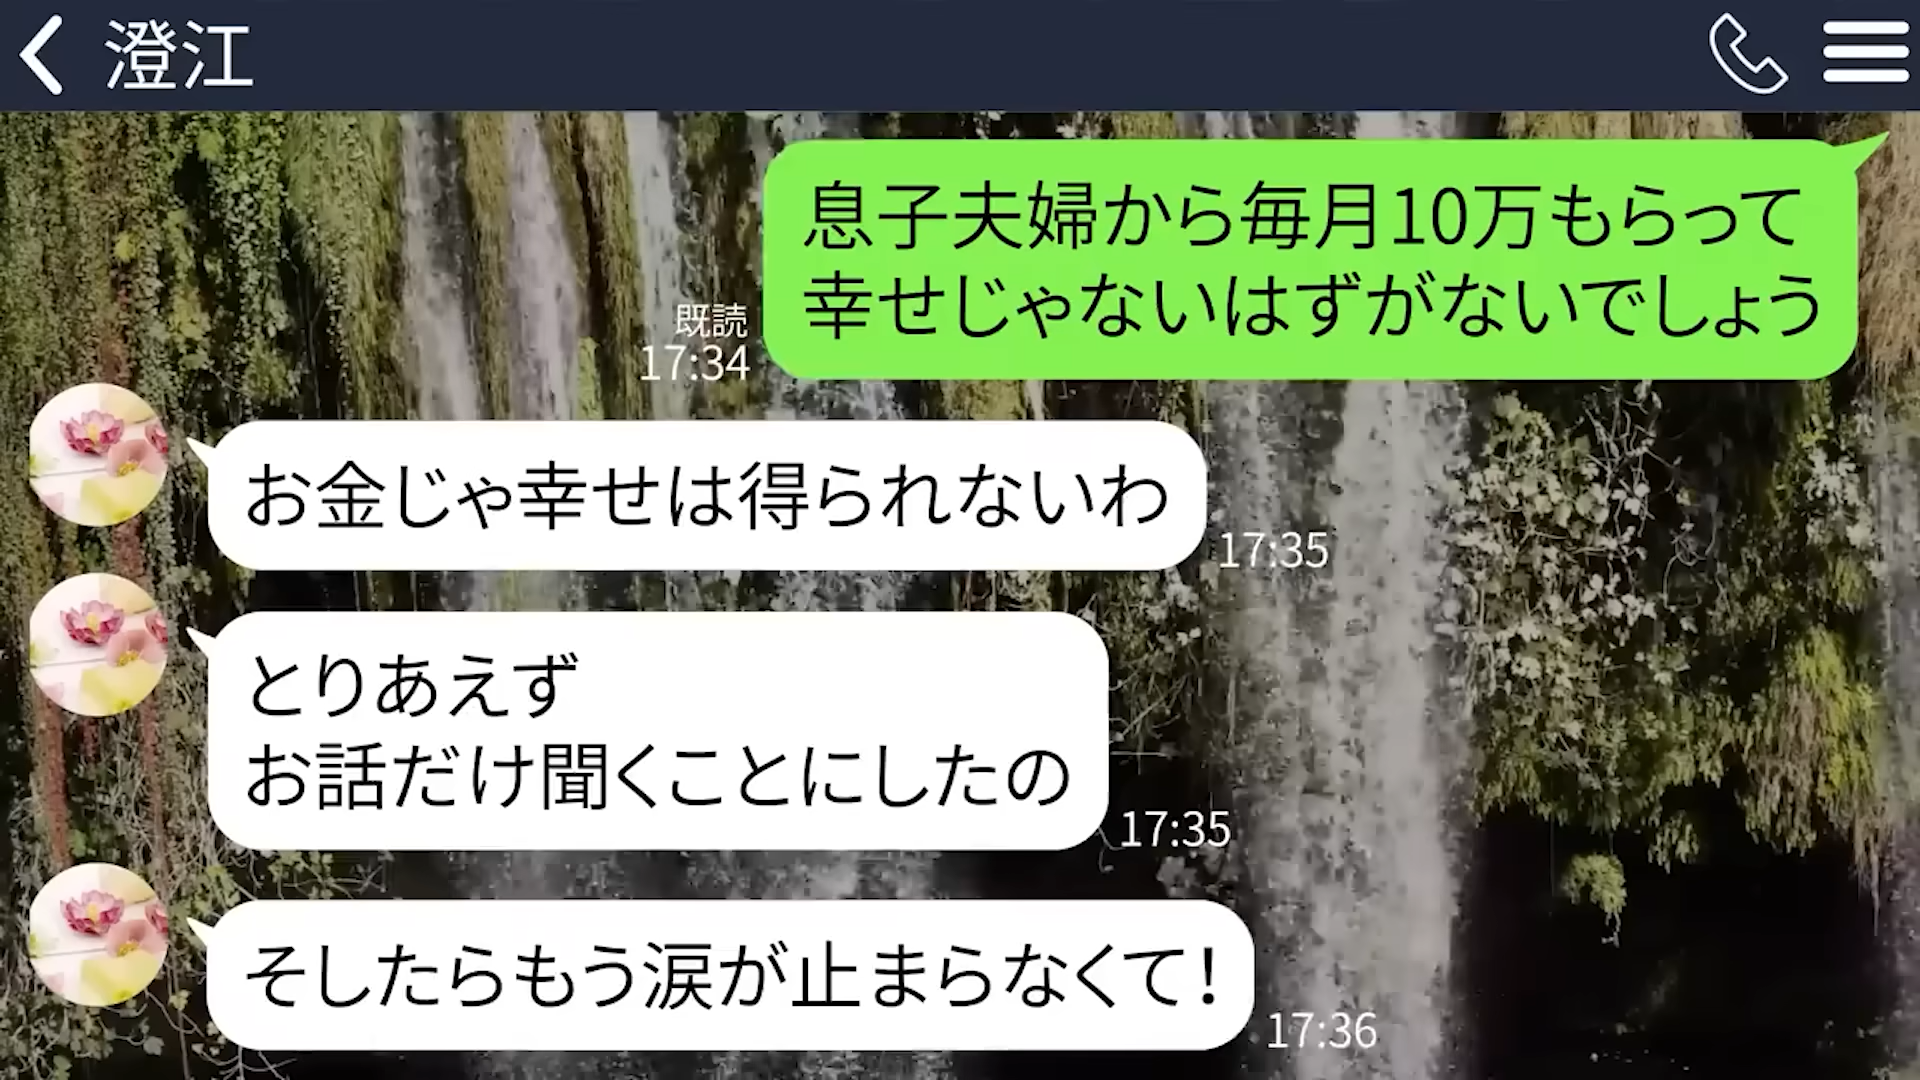 澄江
息子夫婦から毎月10万もらって
幸せじゃないはずがないでしょう
既読
17:34
お金じゃ幸せは得られないわ
17:35
とりあえず
お話だけ聞くことにしたの
17:35
そしたらもう涙が止まらなくて！
17:36